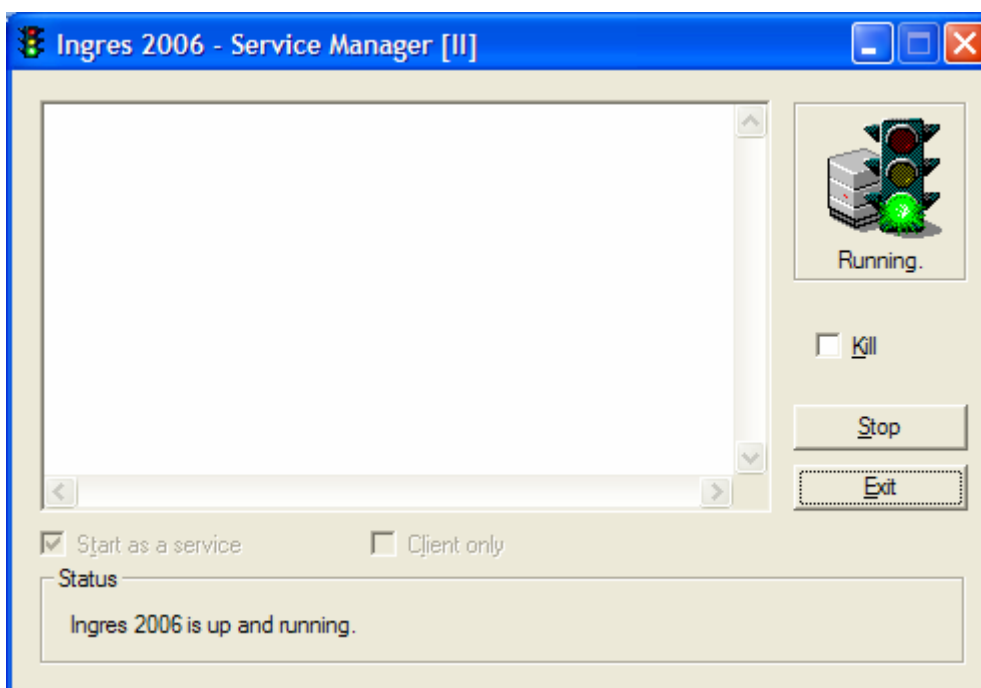 Ingres 2006 - Service Manager [II]
Running.
Kill
Stop
Exit
Start as a service
Client only
Status
Ingres 2006 is up and running.